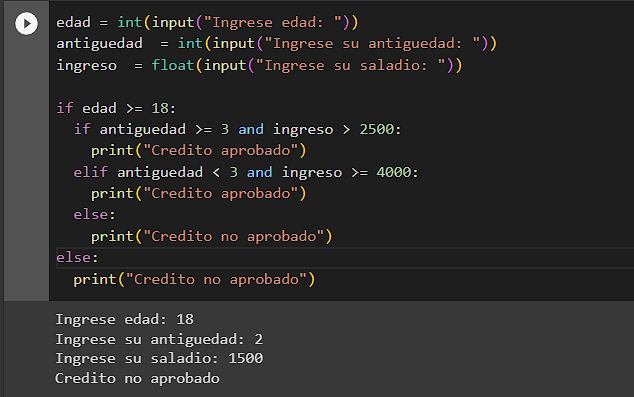 edad = int(input("Ingrese edad: "))
antiguedad  = int(input("Ingrese su antiguedad: "))
ingreso  = float(input("Ingrese su saladio: "))

if edad >= 18:
  if antiguedad >= 3 and ingreso > 2500:
    print("Credito aprobado")
  elif antiguedad < 3 and ingreso >= 4000:
    print("Credito aprobado")
  else:
    print("Credito no aprobado")
else:
  print("Credito no aprobado")
Ingrese edad: 18
Ingrese su antiguedad: 2
Ingrese su saladio: 1500
Credito no aprobado